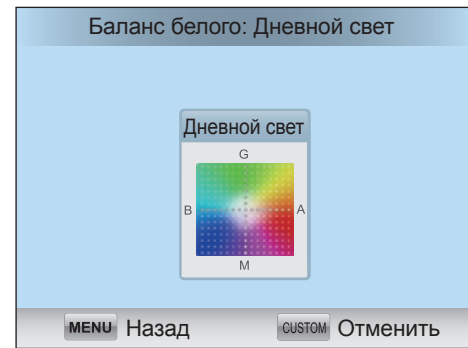 Баланс белого: Дневной свет
Дневной свет
G
B A
M
MENU Назад CUSTOM Отменить